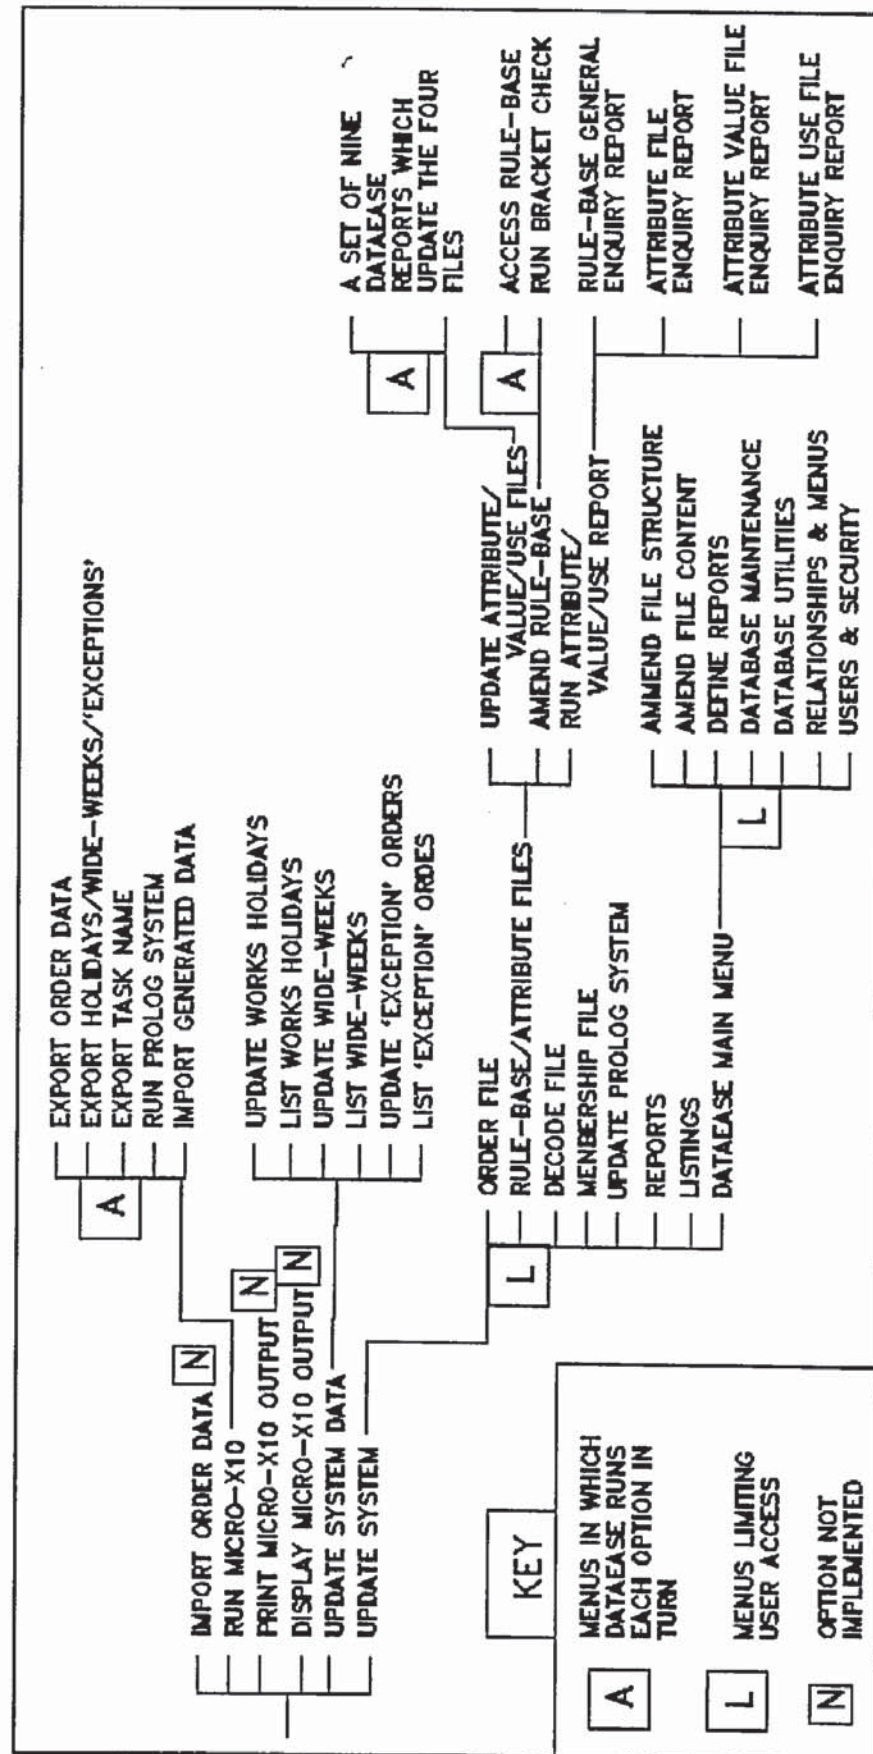 IMPORT ORDER DATA
N
RUN MICRO-X10
PRINT MICRO-X10 OUTPUT
N
DISPLAY MICRO-X10 OUTPUT
N
UPDATE SYSTEM DATA
UPDATE SYSTEM
A
EXPORT ORDER DATA
EXPORT HOLIDAYS/WIDE-WEEKS/'EXCEPTIONS'
EXPORT TASK NAME
RUN PROLOG SYSTEM
IMPORT GENERATED DATA
UPDATE WORKS HOLIDAYS
LIST WORKS HOLIDAYS
UPDATE WIDE-WEEKS
LIST WIDE-WEEKS
UPDATE 'EXCEPTION' ORDERS
LIST 'EXCEPTION' ORDES
L
ORDER FILE
RULE-BASE/ATTRIBUTE FILES
DECODE FILE
MENBERSHIP FILE
UPDATE PROLOG SYSTEM
REPORTS
LISTINGS
DATAEASE MAIN MENU
UPDATE ATTRIBUTE/
VALUE/USE FILES
AMEND RULE-BASE
RUN ATTRIBUTE/
VALUE/USE REPORT
L
AMMEND FILE STRUCTURE
AMEND FILE CONTENT
DEFINE REPORTS
DATABASE MAINTENANCE
DATABASE UTILITIES
RELATIONSHIPS & MENUS
USERS & SECURITY
A
A SET OF NINE
DATAEASE
REPORTS WHICH
UPDATE THE FOUR
FILES
A
ACCESS RULE-BASE
RUN BRACKET CHECK
RULE-BASE GENERAL
ENQUIRY REPORT
ATTRIBUTE FILE
ENQUIRY REPORT
ATTRIBUTE VALUE FILE
ENQUIRY REPORT
ATTRIBUTE USE FILE
ENQUIRY REPORT
KEY
A
MENUS IN WHICH
DATAEASE RUNS
EACH OPTION IN
TURN
L
MENUS LIMITING
USER ACCESS
N
OPTION NOT
IMPLEMENTED